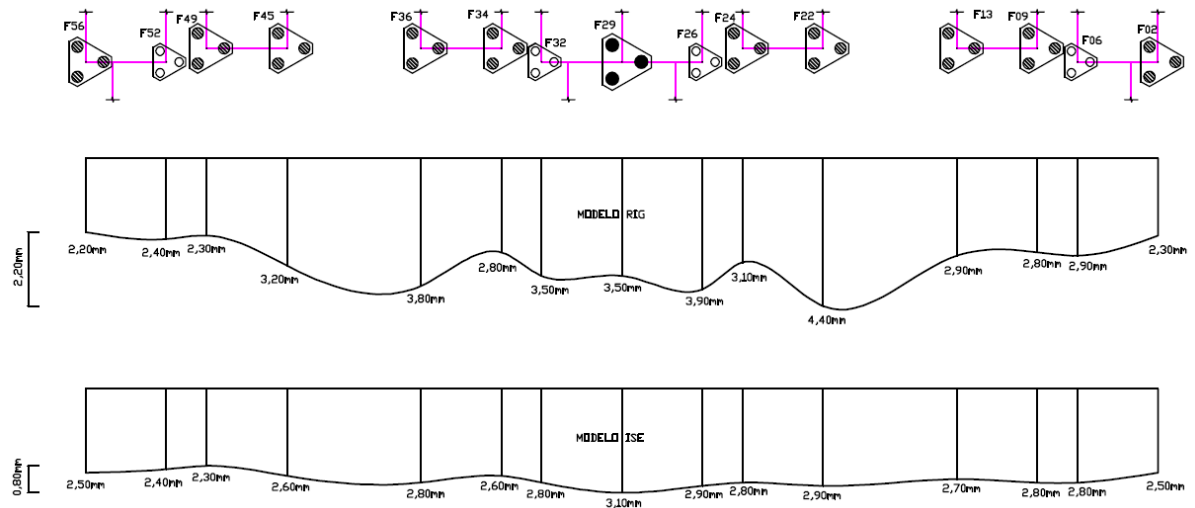 F56
F52
F49
F45
F36
F34
F32
F29
F26
F24
F22
F13
F09
F06
F02
MODELO RIG
2,20mm
2,20mm
2,40mm
2,30mm
3,20mm
3,80mm
2,80mm
3,50mm
3,50mm
3,90mm
3,10mm
4,40mm
2,90mm
2,80mm
2,90mm
2,30mm
MODELO ISE
0,80mm
2,50mm
2,40mm
2,30mm
2,60mm
2,80mm
2,60mm
2,80mm
3,10mm
2,90mm
2,80mm
2,90mm
2,70mm
2,80mm
2,80mm
2,50mm